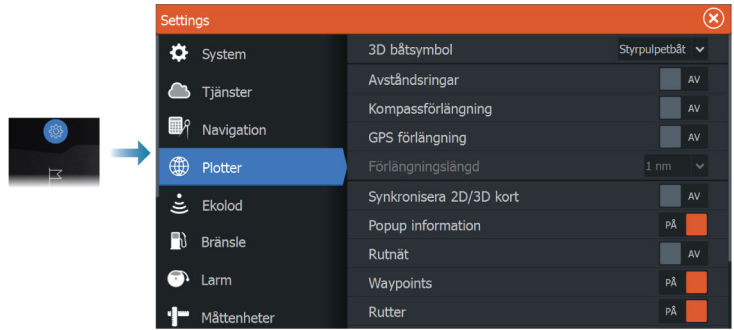 Settings
System
Tjänster
Navigation
Plotter
Ekolod
Bränsle
Larm
Måttenheter
3D båtsymbol Styrpulpetbåt
Avståndsringar AV
Kompassförlängning AV
GPS förlängning AV
Förlängningslängd 1 nm
Synkronisera 2D/3D kort AV
Popup information PÅ
Rutnät AV
Waypoints PÅ
Rutter PÅ